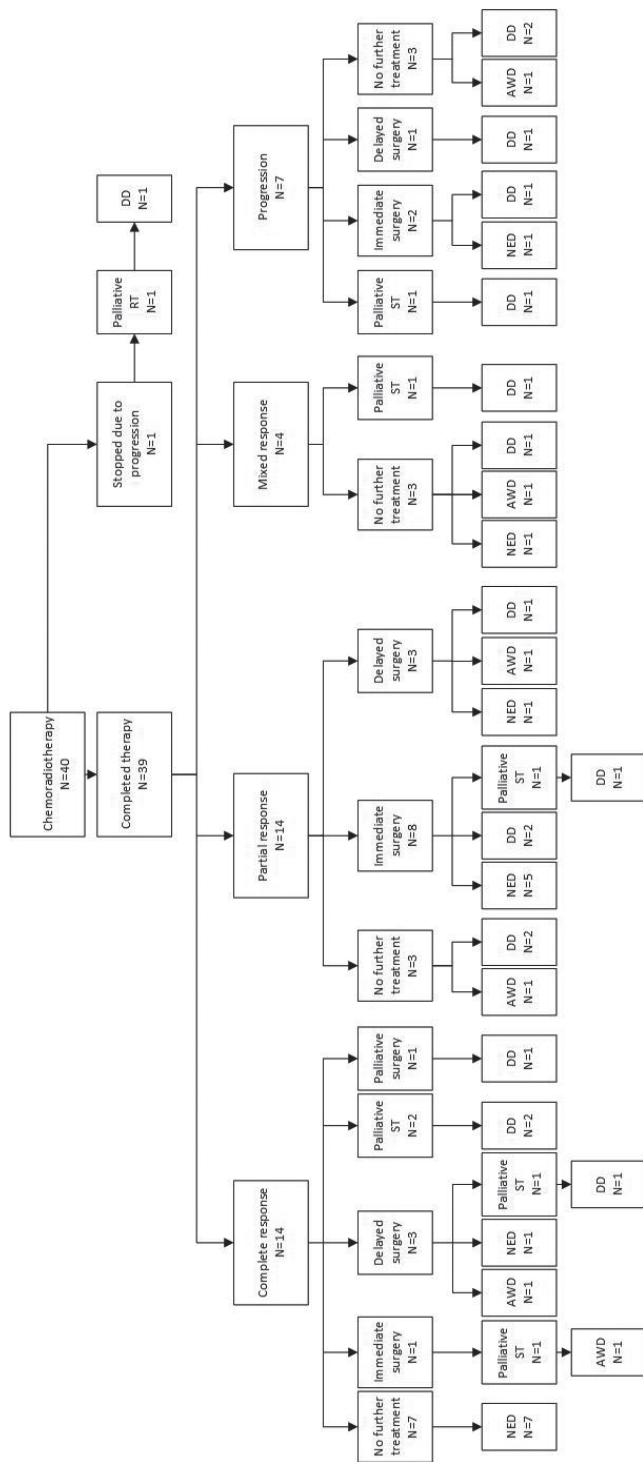 Chemoradiotherapy
N=40
Stopped due to
progression
N=1
Palliative
RT
N=1
DD
N=1
Completed therapy
N=39
Complete response
N=14
Partial response
N=14
Mixed response
N=4
Progression
N=7
No further
treatment
N=7
Immediate
surgery
N=1
Delayed
surgery
N=3
Palliative
ST
N=2
Palliative
surgery
N=1
No further
treatment
N=3
Immediate
surgery
N=8
Delayed
surgery
N=3
No further
treatment
N=3
Palliative
ST
N=1
Palliative
ST
N=1
Immediate
surgery
N=2
Delayed
surgery
N=1
No further
treatment
N=3
NED
N=7
Palliative
ST
N=1
AWD
N=1
NED
N=1
Palliative
ST
N=1
DD
N=2
DD
N=1
AWD
N=1
DD
N=2
NED
N=5
DD
N=2
Palliative
ST
N=1
NED
N=1
AWD
N=1
DD
N=1
NED
N=1
AWD
N=1
DD
N=1
DD
N=1
DD
N=1
NED
N=1
DD
N=1
DD
N=1
AWD
N=1
DD
N=2
AWD
N=1
DD
N=1
DD
N=1